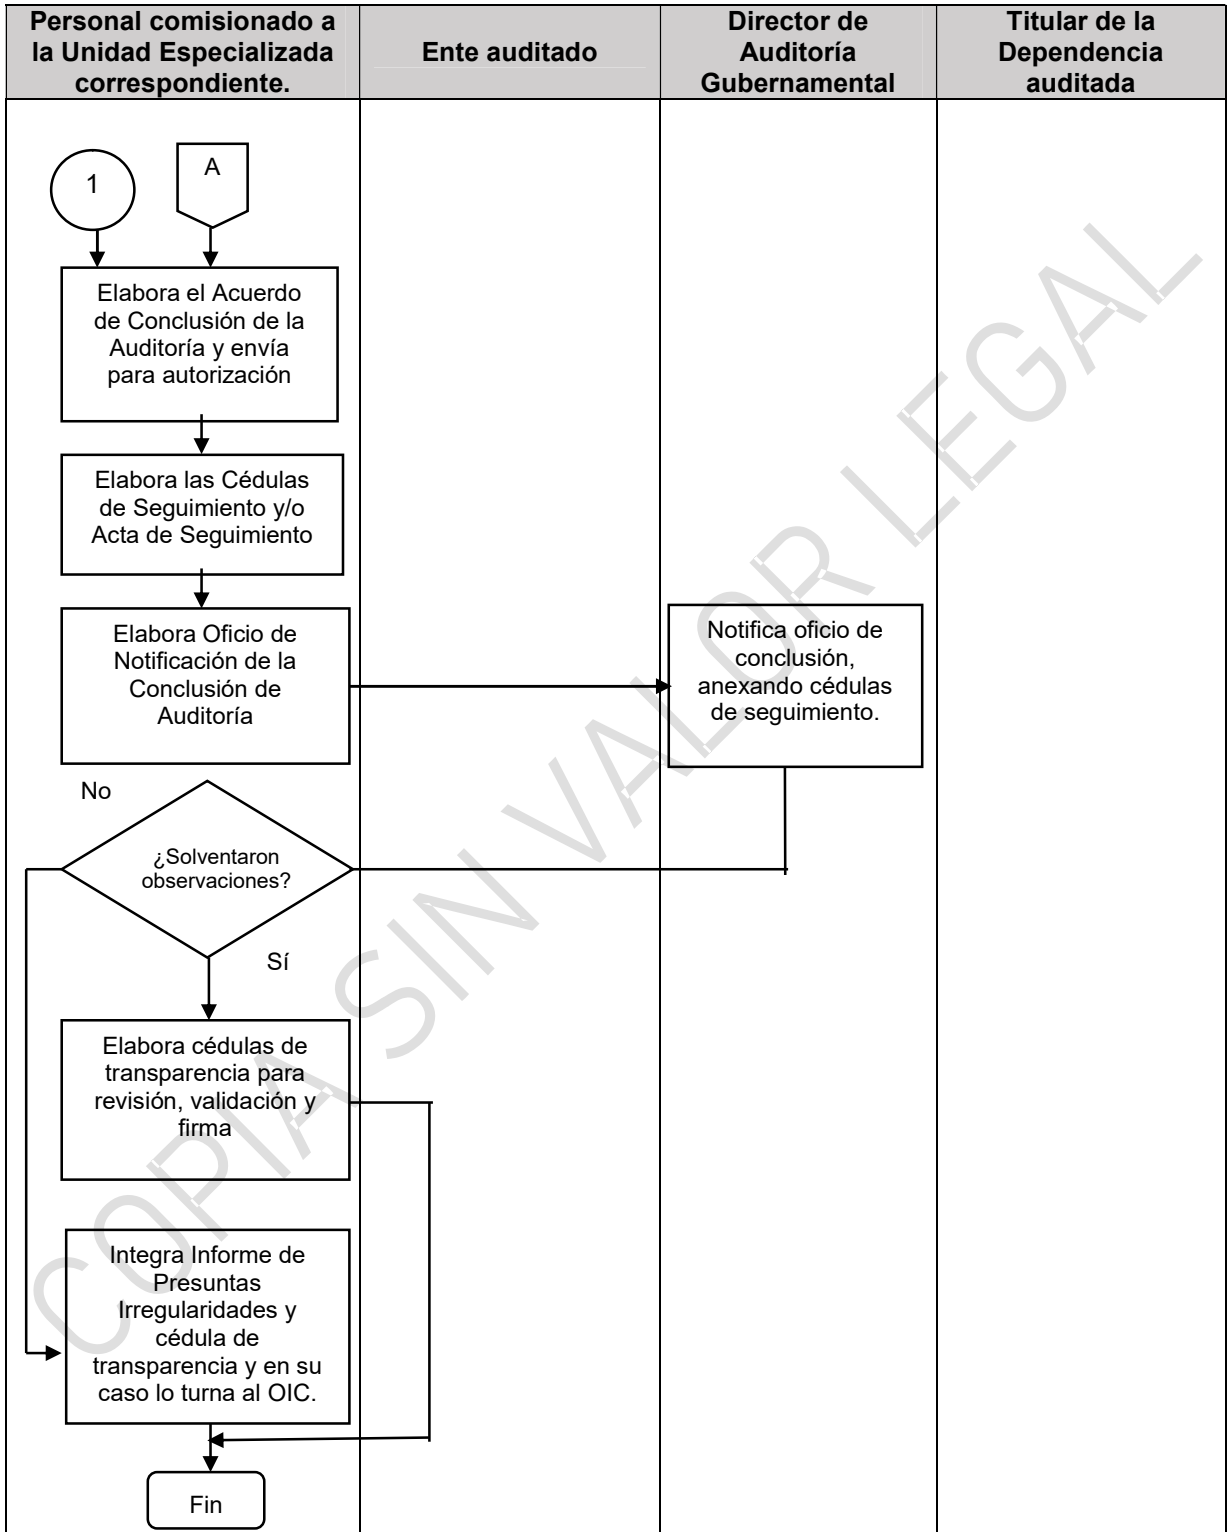 Personal comisionado a
la Unidad Especializada
correspondiente.
Ente auditado
Director de
Auditoría
Gubernamental
Titular de la
Dependencia
auditada
1
A
Elabora el Acuerdo
de Conclusión de la
Auditoría y envía
para autorización
Elabora las Cédulas
de Seguimiento y/o
Acta de Seguimiento
Elabora Oficio de
Notificación de la
Conclusión de
Auditoría
Notifica oficio de
conclusión,
anexando cédulas
de seguimiento.
No
¿Solventaron
observaciones?
Sí
Elabora cédulas de
transparencia para
revisión, validación y
firma
Integra Informe de
Presuntas
Irregularidades y
cédula de
transparencia y en su
caso lo turna al OIC.
Fin
COPIA SIN VALOR LEGAL